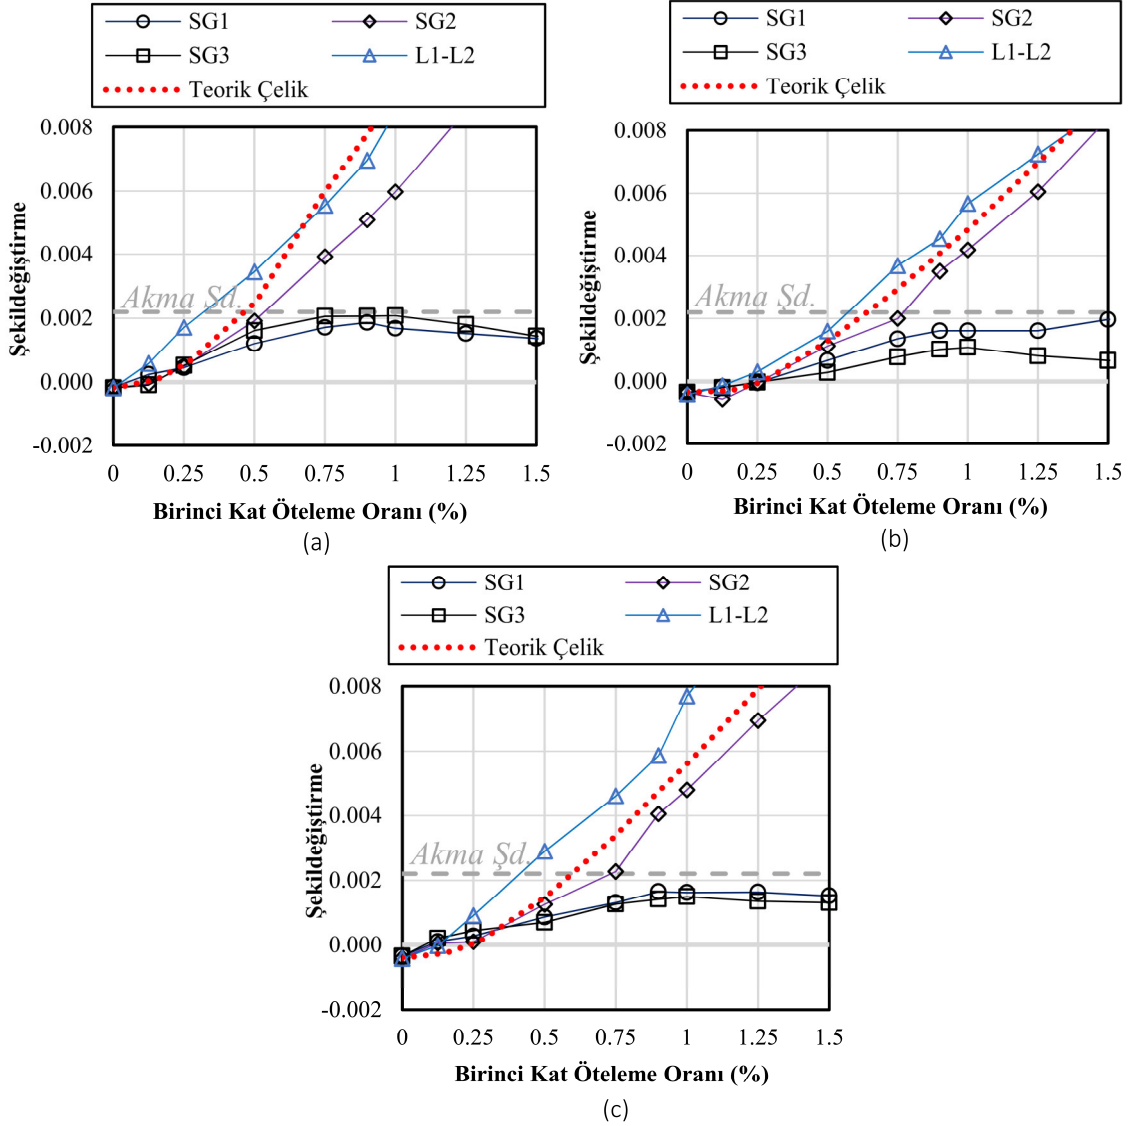 SG1
SG2
SG3
L1-L2
Teorik Çelik
0.008
0.006
0.004
0.002
0.000
-0.002
Şekildeğiştirme
Akma Şd.
0 0.25 0.5 0.75 1 1.25 1.5
Birinci Kat Öteleme Oranı (%)
(a)
SG1
SG2
SG3
L1-L2
Teorik Çelik
0.008
0.006
0.004
0.002
0.000
-0.002
Şekildeğiştirme
Akma Şd.
0 0.25 0.5 0.75 1 1.25 1.5
Birinci Kat Öteleme Oranı (%)
(b)
SG1
SG2
SG3
L1-L2
Teorik Çelik
0.008
0.006
0.004
0.002
0.000
-0.002
Şekildeğiştirme
Akma Şd.
0 0.25 0.5 0.75 1 1.25 1.5
Birinci Kat Öteleme Oranı (%)
(c)